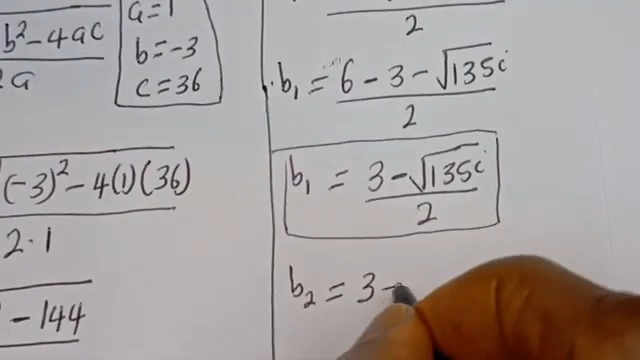 b²-4ac
2a
a=1
b=-3
c=36
(-3)²-4(1)(36)
2·1
-144
2
b₁ = 6-3-√135i
2
b₁ = 3-√135i
2
b₂ = 3-